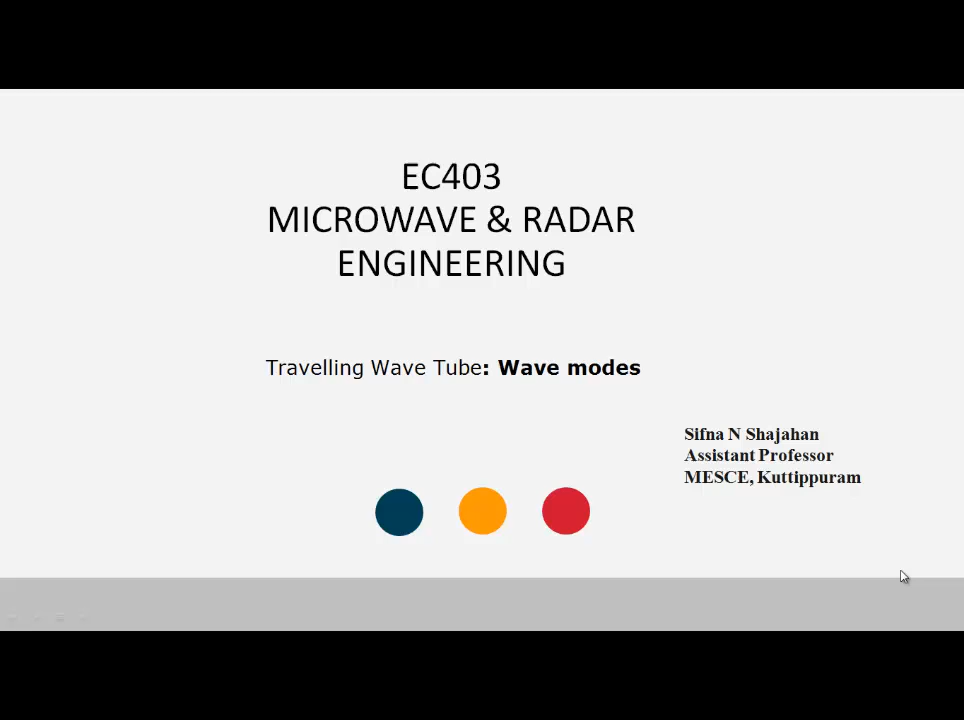 EC403
MICROWAVE & RADAR
ENGINEERING
Travelling Wave Tube: Wave modes
Sifna N Shajahan
Assistant Professor
MESCE, Kuttippuram